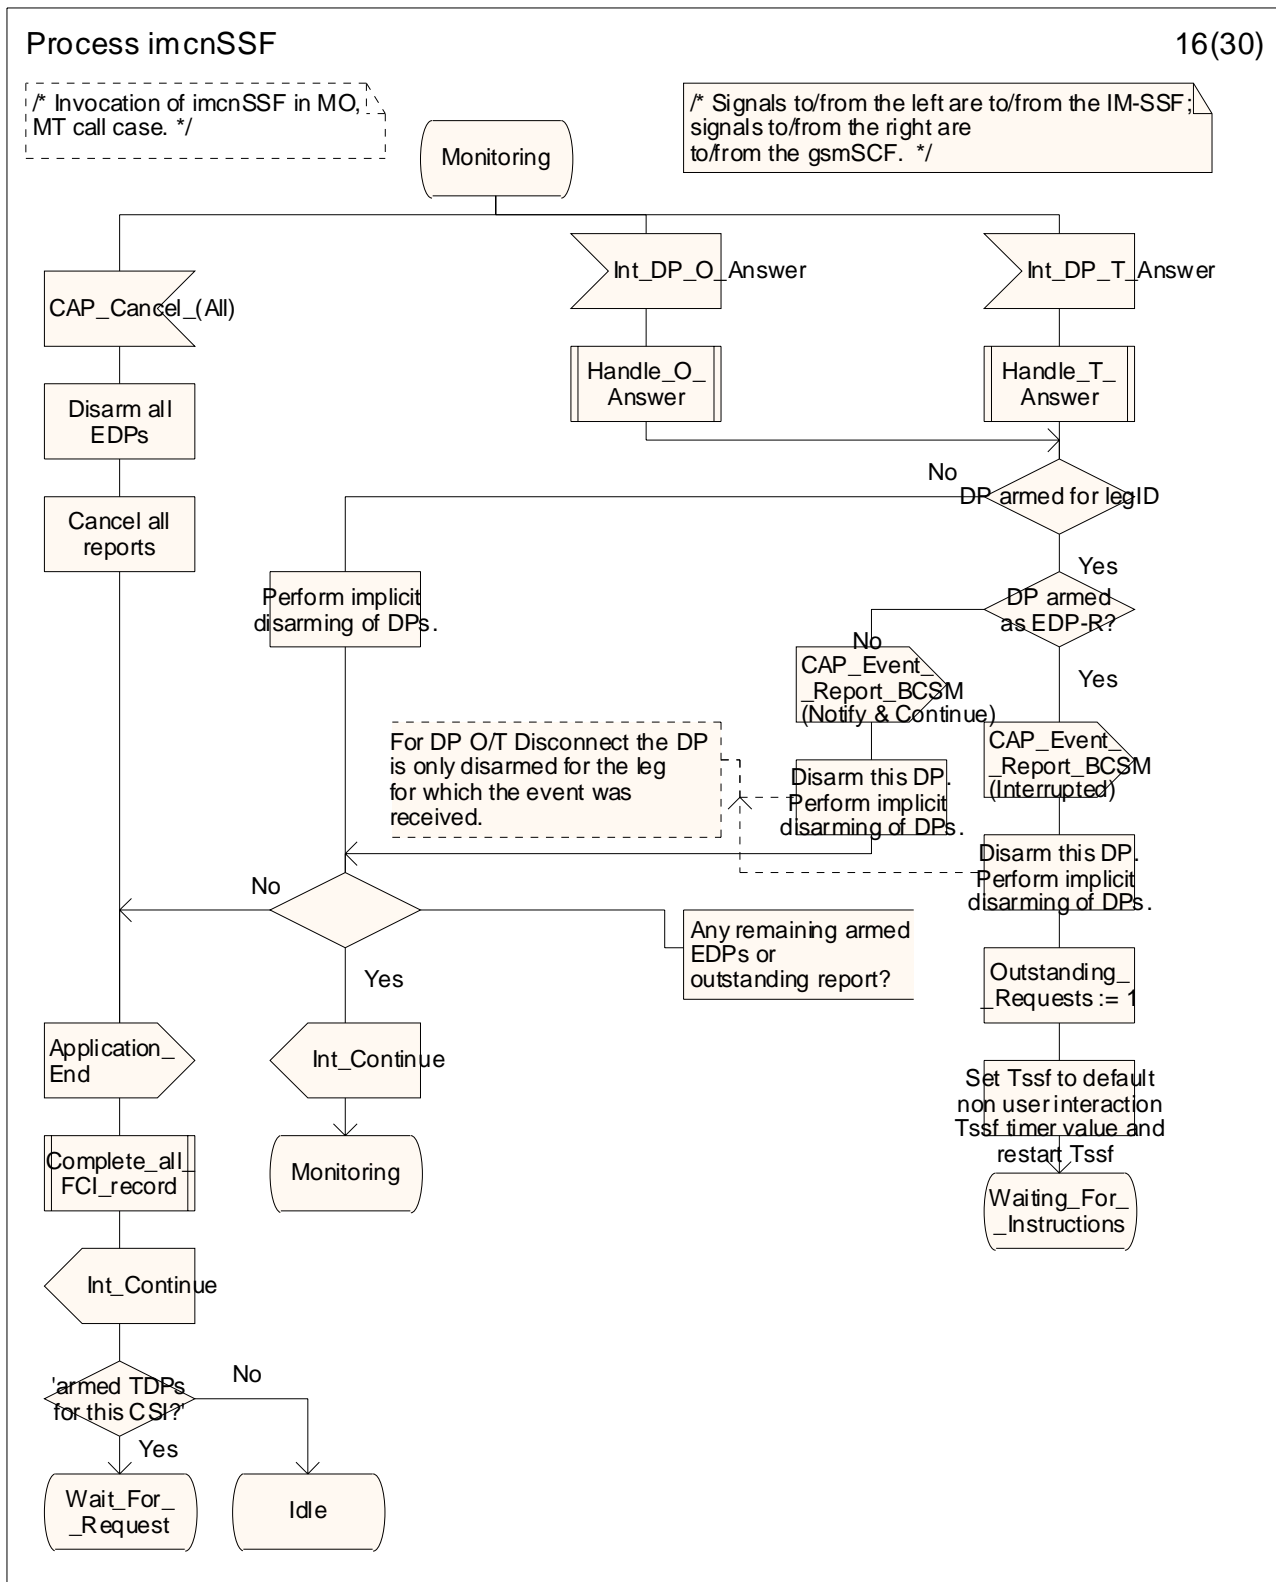 Process imcnSSF
16(30)
/* Invocation of imcnSSF in MO,
MT call case. */
/* Signals to/from the left are to/from the IM-SSF;
signals to/from the right are
to/from the gsmSCF.  */
Monitoring
CAP_Cancel_(All)
Int_DP_O_Answer
Int_DP_T_Answer
Handle_O_
Answer
Handle_T_
Answer
Disarm all
EDPs
Cancel all
reports
No
DP armed for legID
Yes
Perform implicit
disarming of DPs.
DP armed
as EDP-R?
No
Yes
CAP_Event_
_Report_BCSM
(Notify & Continue)
CAP_Event_
_Report_BCSM
(Interrupted)
For DP O/T Disconnect the DP
is only disarmed for the leg
for which the event was
received.
Disarm this DP.
Perform implicit
disarming of DPs.
Disarm this DP.
Perform implicit
disarming of DPs.
No
Yes
Any remaining armed
EDPs or
outstanding report?
Outstanding_
_Requests := 1
Application_
End
Int_Continue
Set Tssf to default
non user interaction
Tssf timer value and
restart Tssf
Complete_all_
FCI_record
Monitoring
Waiting_For_
_Instructions
Int_Continue
'armed TDPs
for this CSI?'
No
Yes
Wait_For_
_Request
Idle